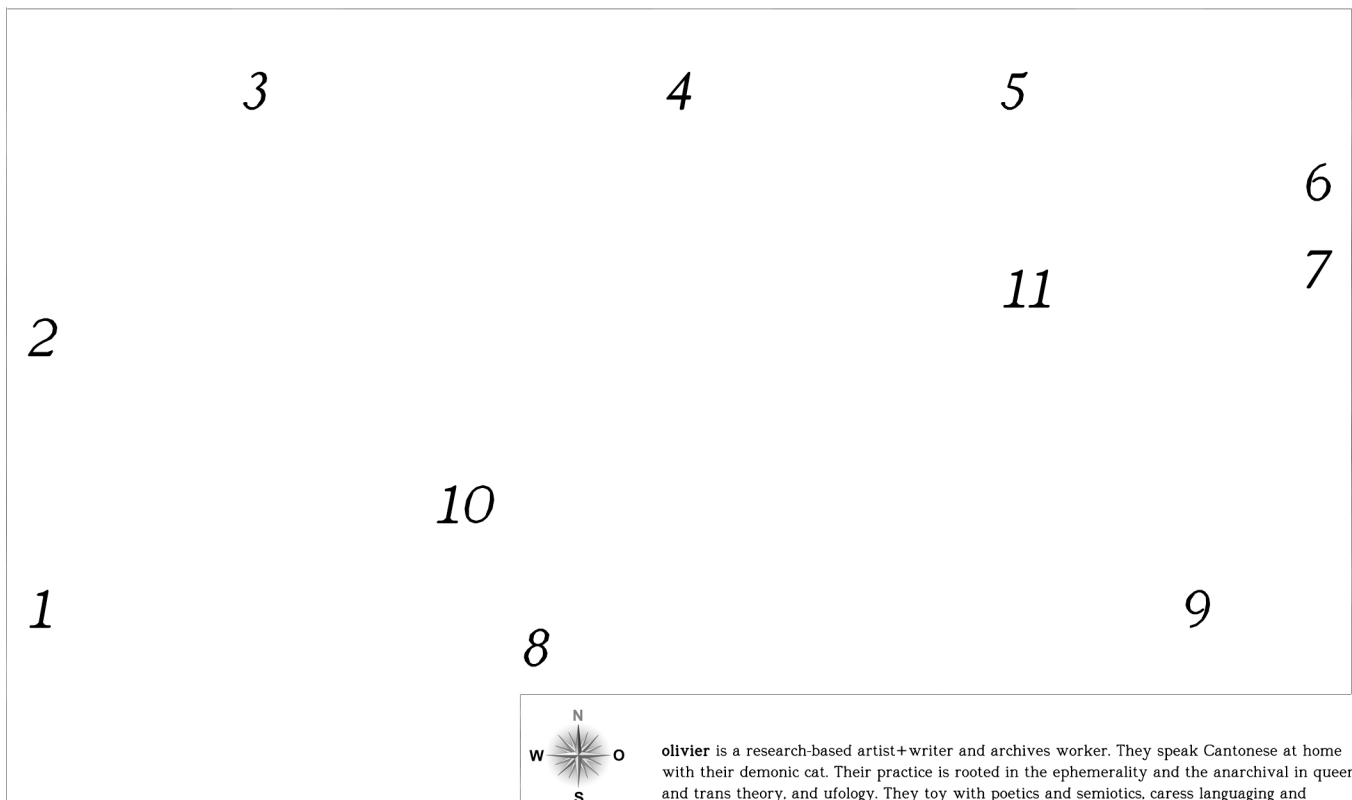 3
4
5
6
7
11
2
10
1
9
8
N
W
O
S
olivier is a research-based artist+writer and archives worker. They speak Cantonese at home
with their demonic cat. Their practice is rooted in the ephemerality and the anarchival in queer
and trans theory, and ufology. They toy with poetics and semiotics, caress languaging and